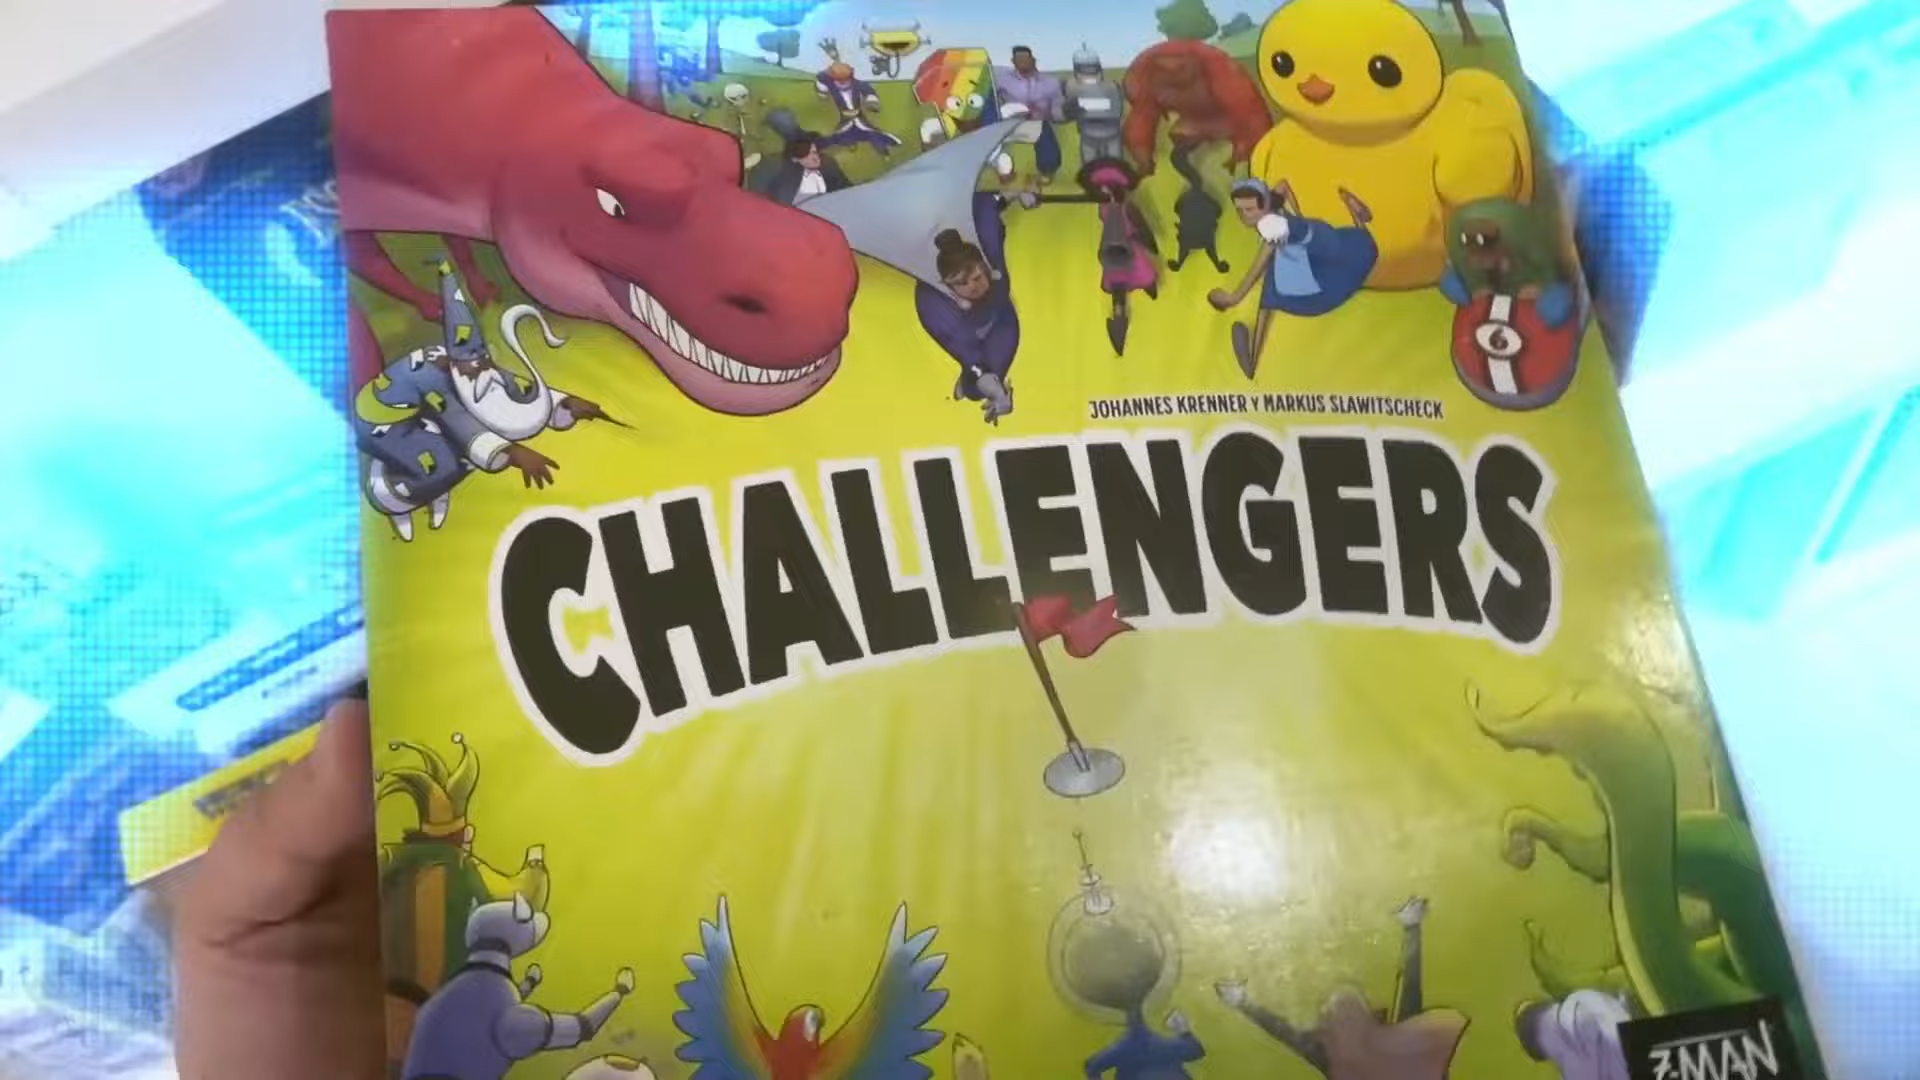 JOHANNES KRENNER Y MARKUS SLAWITSCHECK
CHALLENGERS
6
Z-MAN